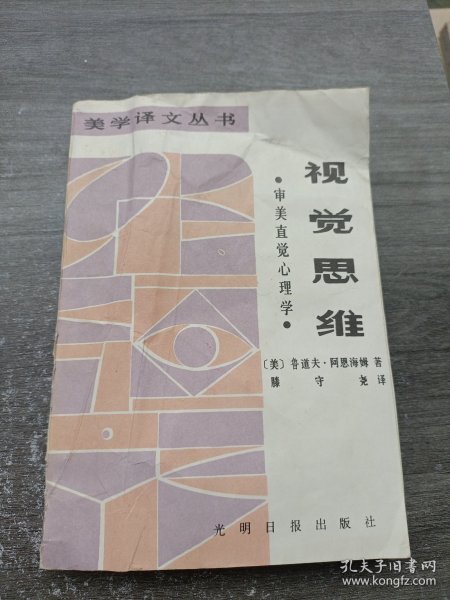 美学译文丛书
视觉思维
●审美直觉心理学●
〔美〕鲁道夫·阿恩海姆 著
滕守尧 译
光明日报出版社
孔夫子旧书网
www.kongfz.com